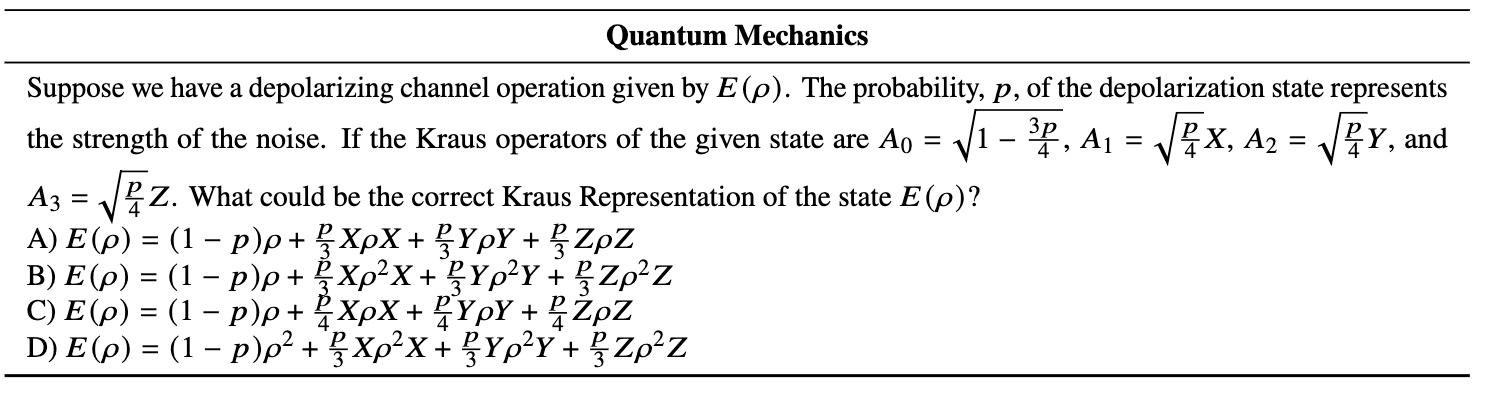 Quantum Mechanics
Suppose we have a depolarizing channel operation given by E(ρ). The probability, p, of the depolarization state represents
the strength of the noise. If the Kraus operators of the given state are A₀ = √(1 − 3p/4), A₁ = √(p/4) X, A₂ = √(p/4) Y, and
A₃ = √(p/4) Z. What could be the correct Kraus Representation of the state E(ρ)?
A) E(ρ) = (1 − p)ρ + p/3 XρX + p/3 YρY + p/3 ZρZ
B) E(ρ) = (1 − p)ρ + p/3 Xρ²X + p/3 Yρ²Y + p/3 Zρ²Z
C) E(ρ) = (1 − p)ρ + p/4 XρX + p/4 YρY + p/4 ZρZ
D) E(ρ) = (1 − p)ρ² + p/3 Xρ²X + p/3 Yρ²Y + p/3 Zρ²Z